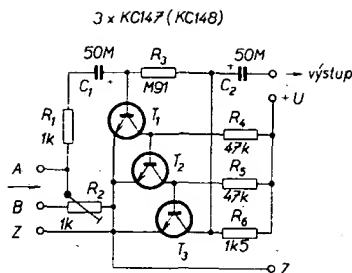 3 x KC147 (KC148)
50M
R3
50M
C1
M91
C2
výstup
+U
R1
1k
T1
R4
47k
A
T2
R5
47k
B
R2
R6
Z
1k
T3
1k5
Z